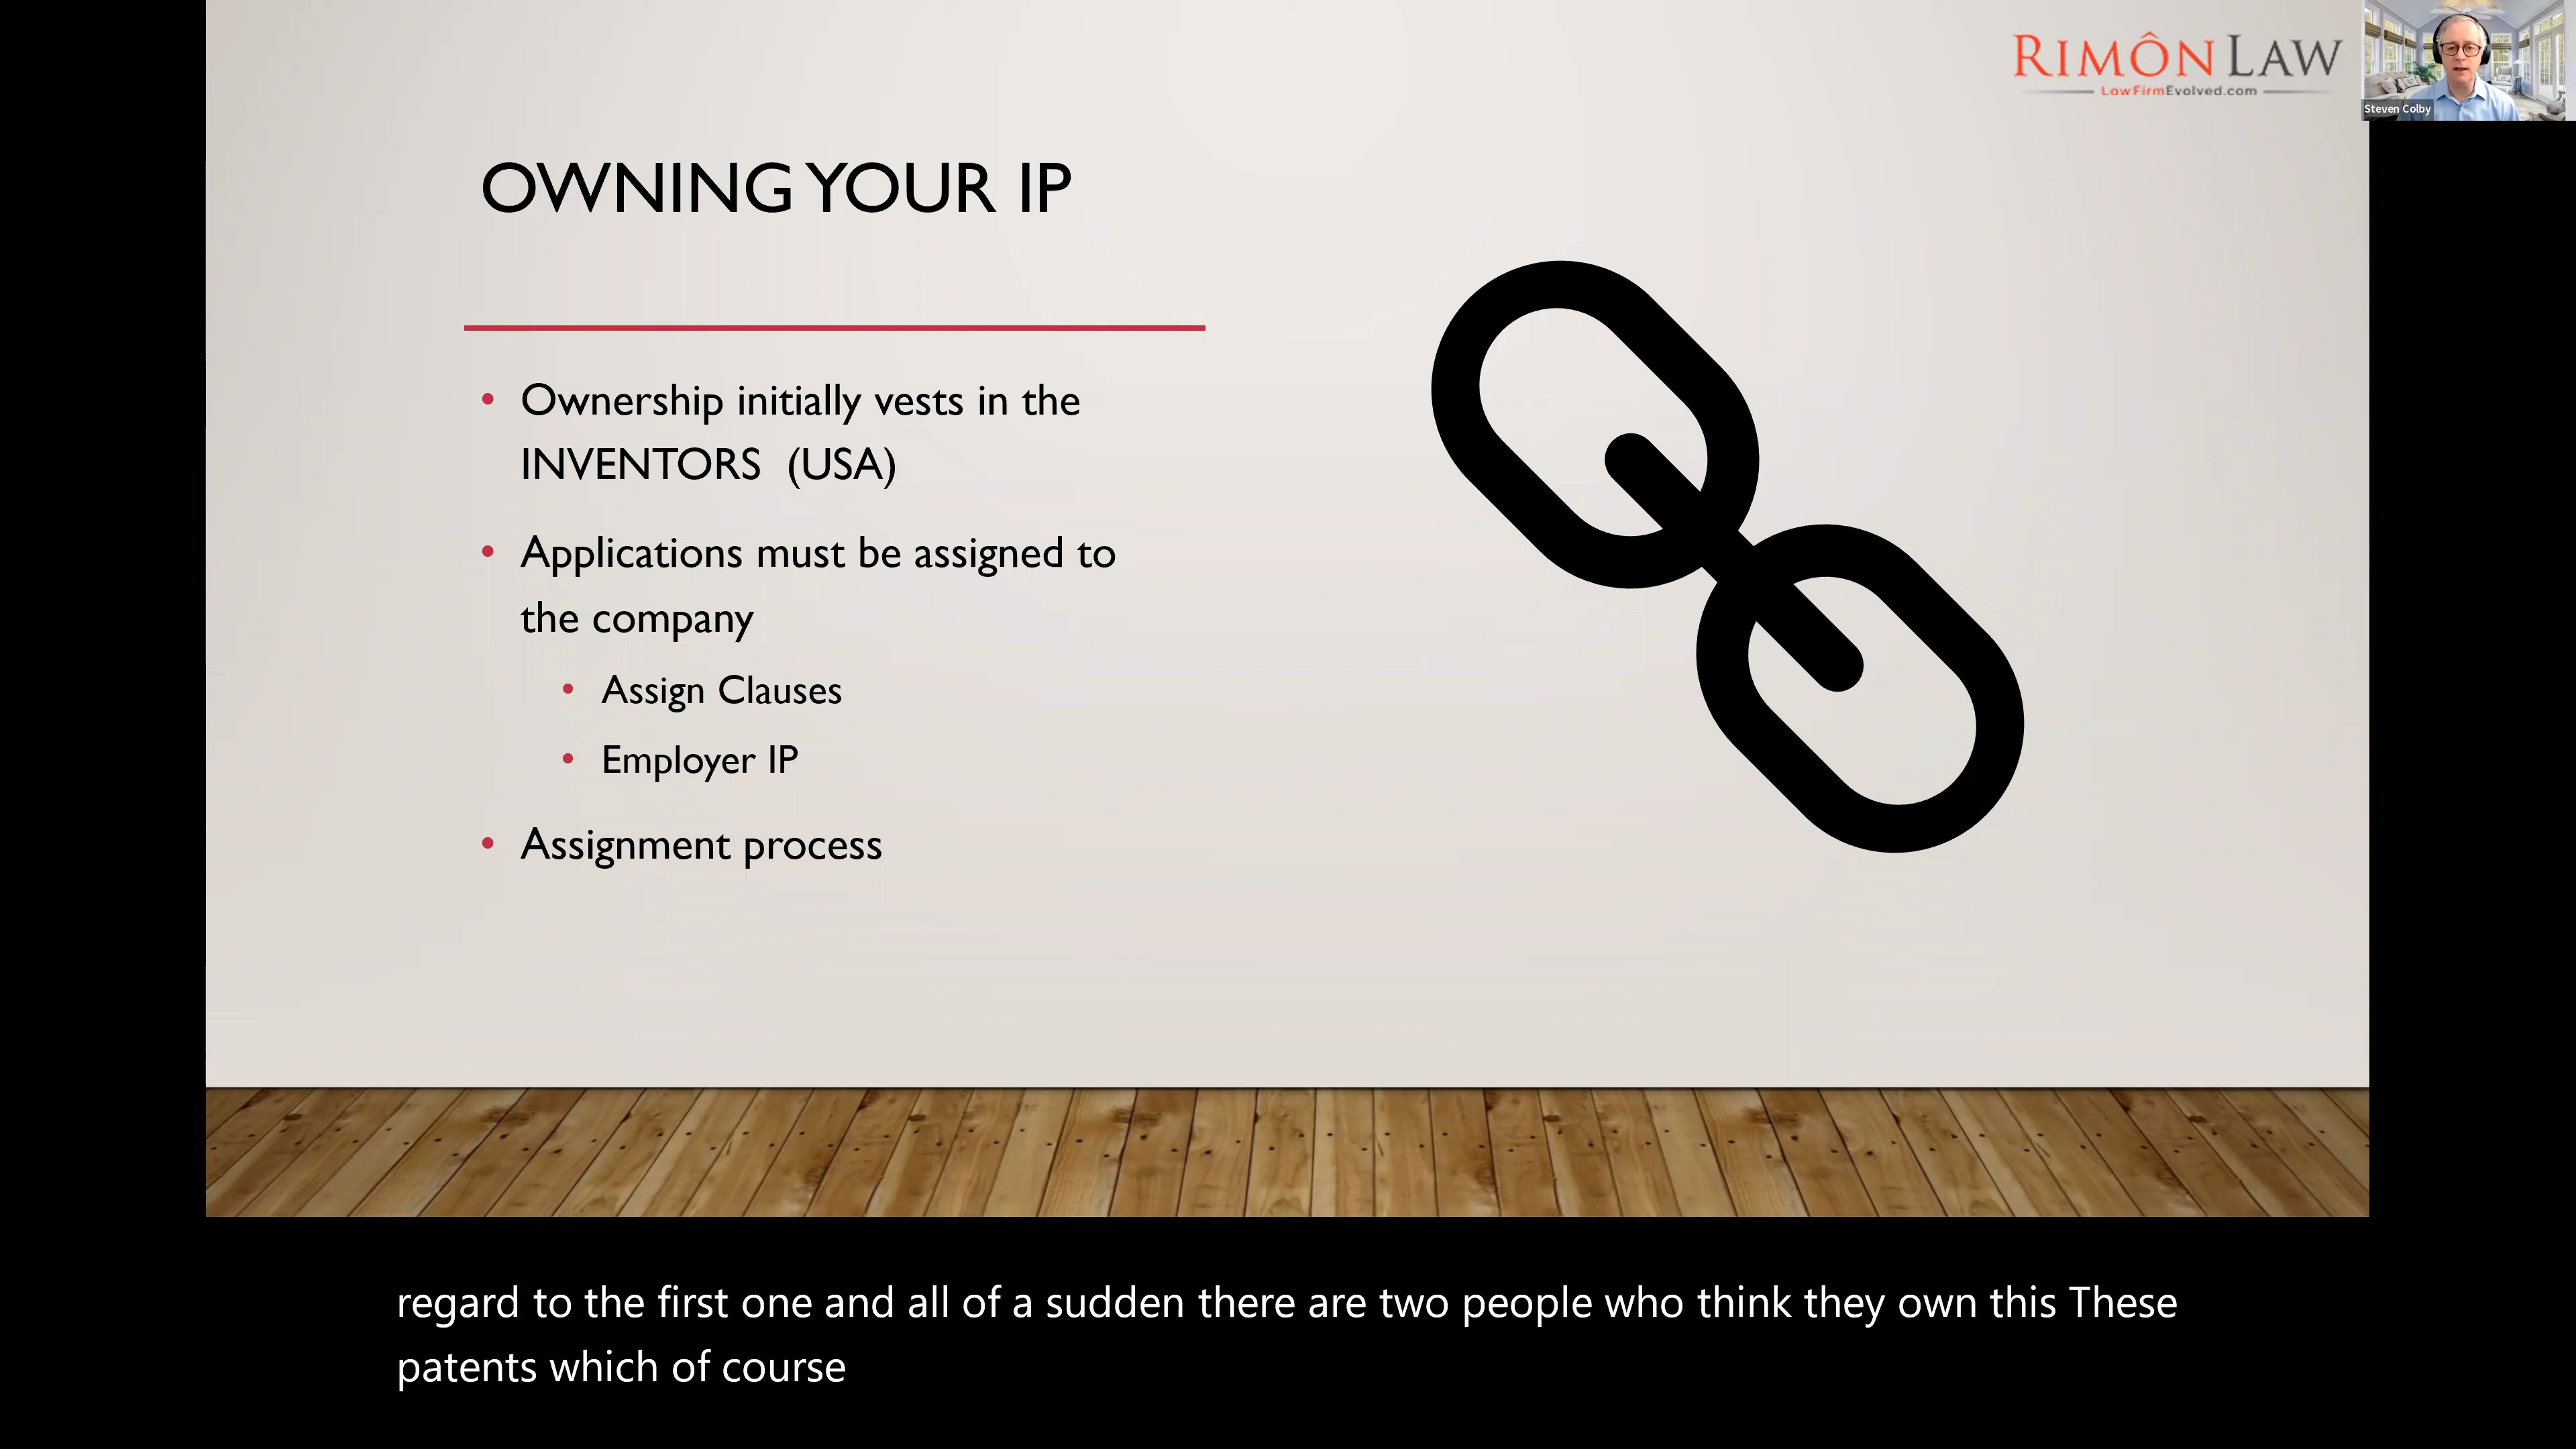 RIMÔN LAW
LawFirmEvolved.com
Steven Colby
OWNING YOUR IP
• Ownership initially vests in the
INVENTORS (USA)
• Applications must be assigned to
the company
• Assign Clauses
• Employer IP
• Assignment process
regard to the first one and all of a sudden there are two people who think they own this These
patents which of course